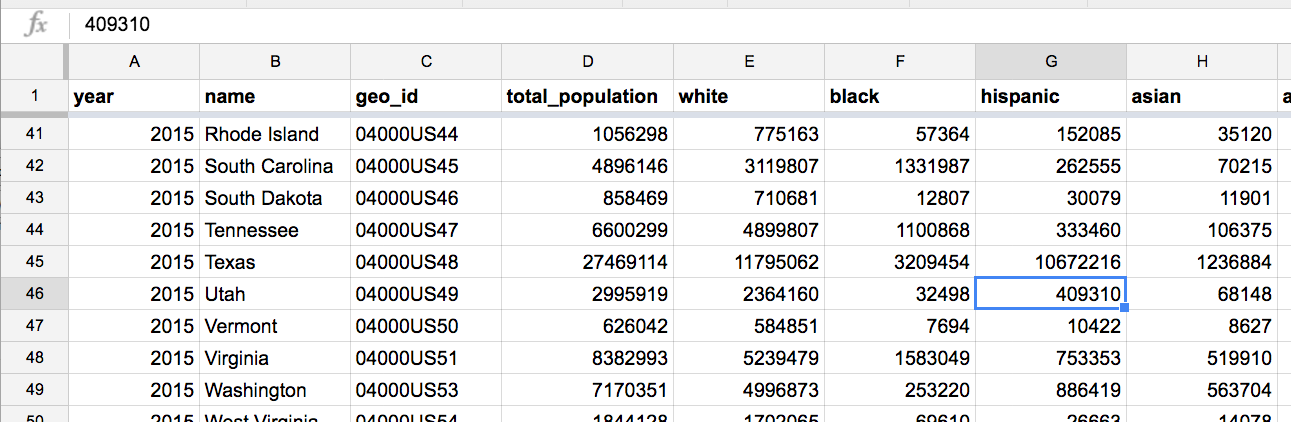 fx 409310
A B C D E F G H
1 year name geo_id total_population white black hispanic asian a
41 2015 Rhode Island 04000US44 1056298 775163 57364 152085 35120
42 2015 South Carolina 04000US45 4896146 3119807 1331987 262555 70215
43 2015 South Dakota 04000US46 858469 710681 12807 30079 11901
44 2015 Tennessee 04000US47 6600299 4899807 1100868 333460 106375
45 2015 Texas 04000US48 27469114 11795062 3209454 10672216 1236884
46 2015 Utah 04000US49 2995919 2364160 32498 409310 68148
47 2015 Vermont 04000US50 626042 584851 7694 10422 8627
48 2015 Virginia 04000US51 8382993 5239479 1583049 753353 519910
49 2015 Washington 04000US53 7170351 4996873 253220 886419 563704
50 2015 West Virginia 04000US54 1844128 1702065 69610 26663 14078